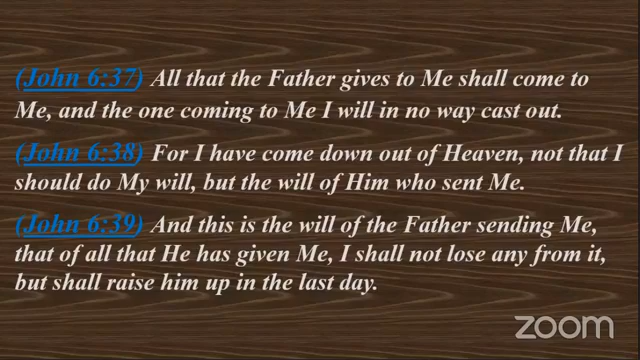 (John 6:37) All that the Father gives to Me shall come to
Me, and the one coming to Me I will in no way cast out.
(John 6:38) For I have come down out of Heaven, not that I
should do My will, but the will of Him who sent Me.
(John 6:39) And this is the will of the Father sending Me,
that of all that He has given Me, I shall not lose any from it,
but shall raise him up in the last day.
zoom